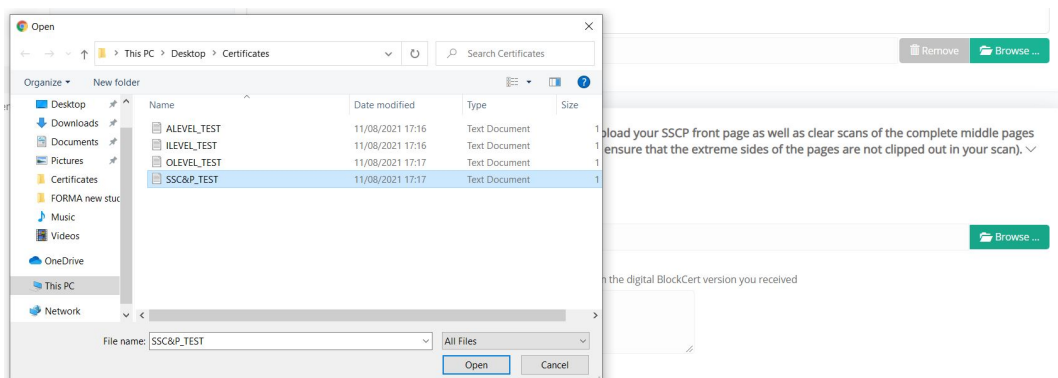 Open
This PC > Desktop > Certificates
Search Certificates
Remove
Browse ...
Organize
New folder
Desktop
Downloads
Documents
Pictures
Certificates
FORMA new stud
Music
Videos
OneDrive
This PC
Network
Name Date modified Type Size
ALEVEL_TEST 11/08/2021 17:16 Text Document 1
ILEVEL_TEST 11/08/2021 17:16 Text Document 1
OLEVEL_TEST 11/08/2021 17:17 Text Document 1
SSC&P_TEST 11/08/2021 17:17 Text Document 1
pload your SSCP front page as well as clear scans of the complete middle pages
ensure that the extreme sides of the pages are not clipped out in your scan).
Browse ...
the digital BlockCert version you received
File name: SSC&P_TEST
All Files
Open
Cancel